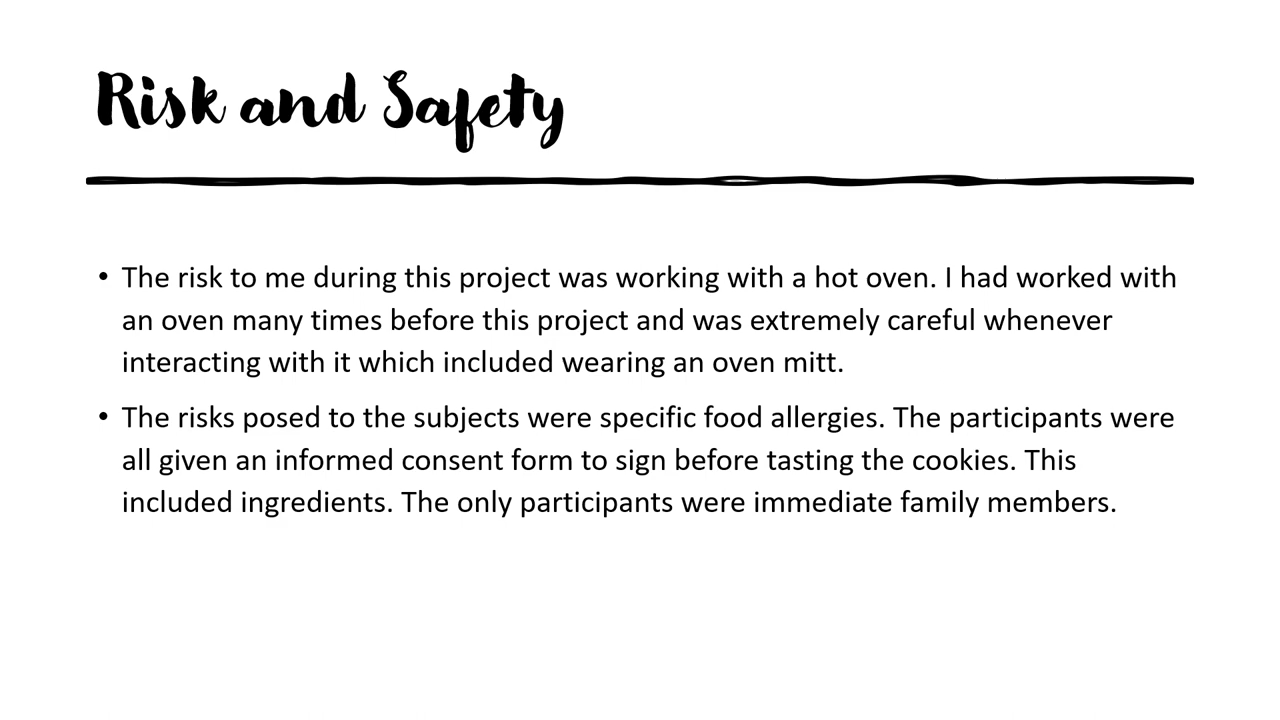 Risk and Safety
• The risk to me during this project was working with a hot oven. I had worked with
an oven many times before this project and was extremely careful whenever
interacting with it which included wearing an oven mitt.
• The risks posed to the subjects were specific food allergies. The participants were
all given an informed consent form to sign before tasting the cookies. This
included ingredients. The only participants were immediate family members.